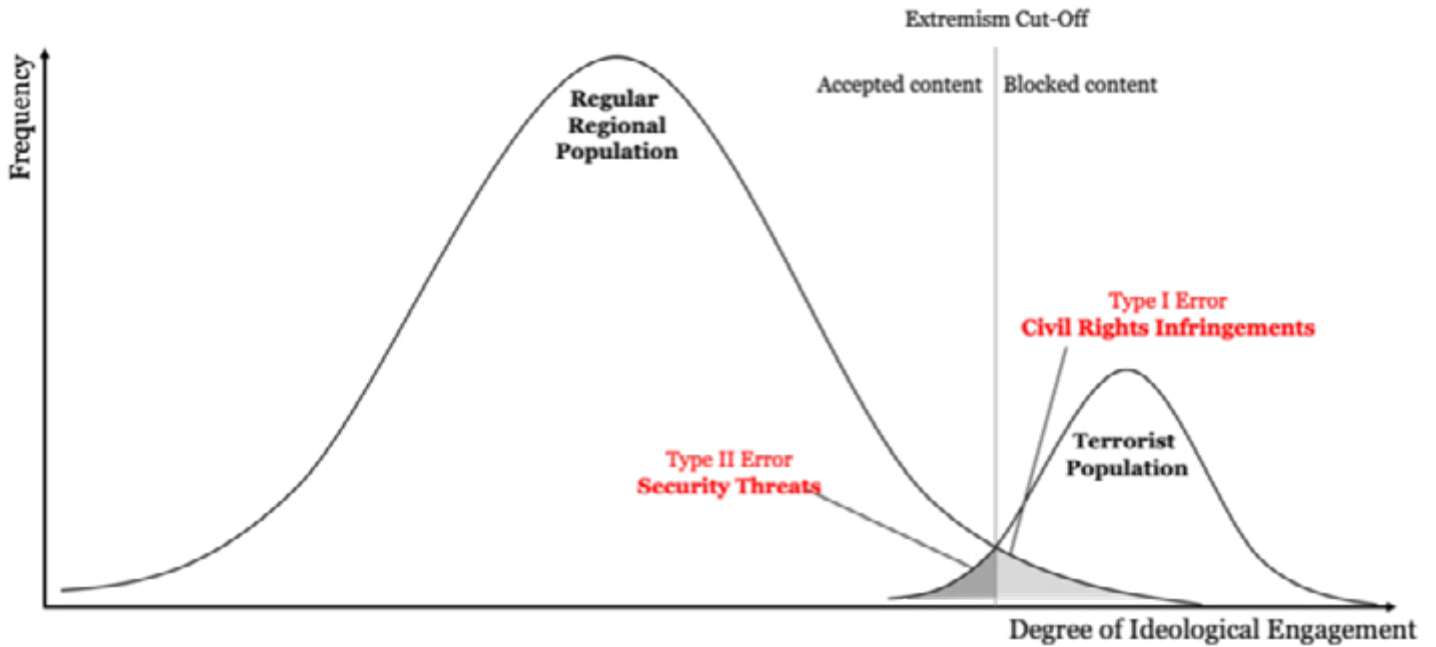 Extremism Cut-Off
Frequency
Accepted content
Blocked content
Regular
Regional
Population
Type I Error
Civil Rights Infringements
Terrorist
Population
Type II Error
Security Threats
Degree of Ideological Engagement